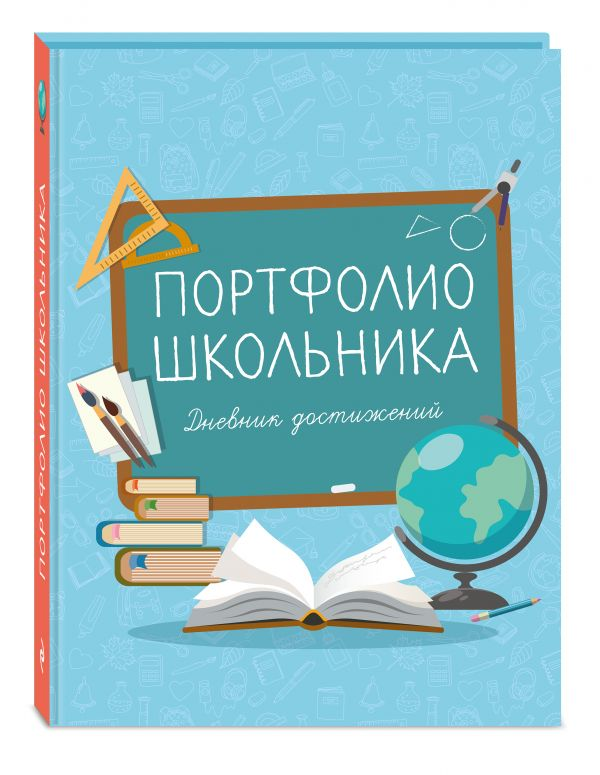 ПОРТФОЛИО
ШКОЛЬНИКА
Дневник достижений
ПОРТФОЛИО ШКОЛЬНИКА